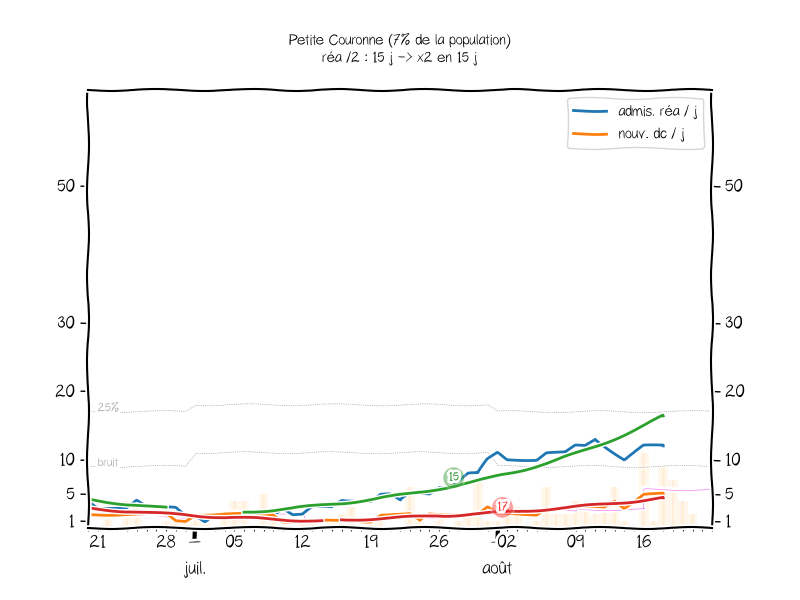 Petite Couronne (7% de la population)
réa /2 : 15 j -> x2 en 15 j
admis. réa / j
nouv. dc / j
50
50
30
30
20
20
25%
10
10
bruit
15
5
5
17
1
1
21 28 05 12 19 26 02 09 16
juil. août